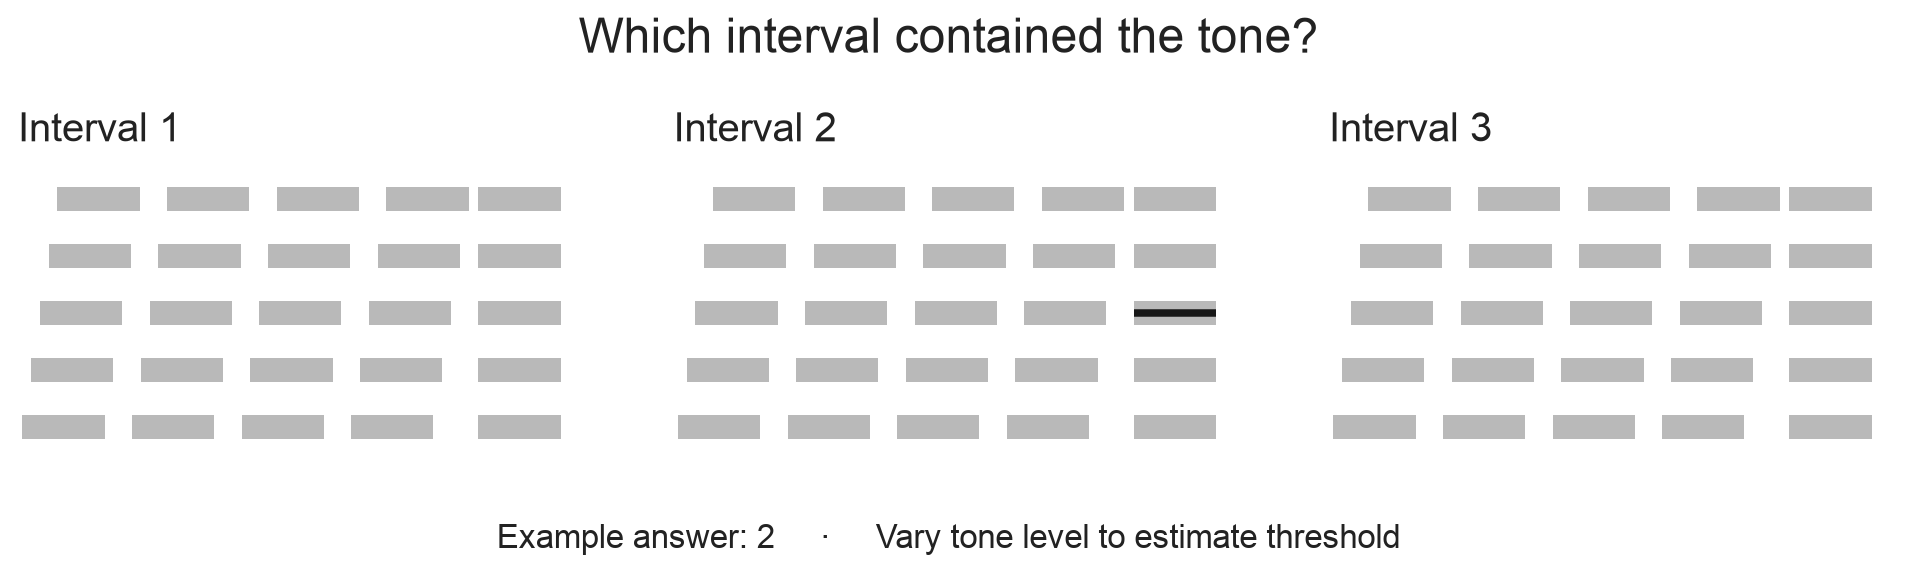 Which interval contained the tone?
Interval 1
Interval 2
Interval 3
Example answer: 2 · Vary tone level to estimate threshold